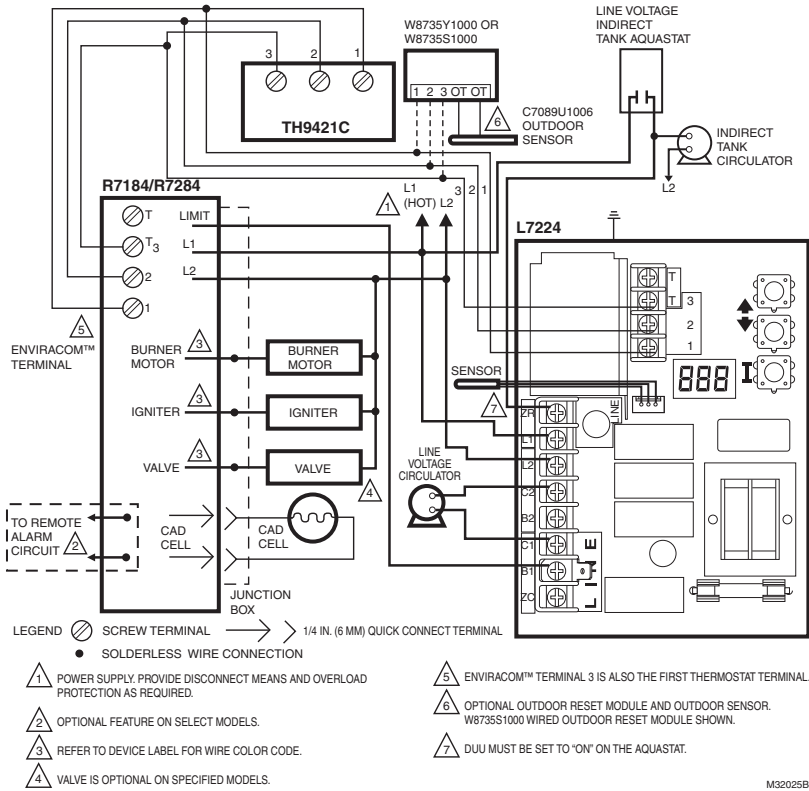 W8735Y1000 OR
W8735S1000
LINE VOLTAGE
INDIRECT
TANK AQUASTAT
3 2 1
TH9421C
1 2 3 OT OT
6
C7089U1006
OUTDOOR
SENSOR
INDIRECT
TANK
CIRCULATOR
L2
R7184/R7284
1
L1
(HOT)
L2
3 2 1
L7224
T
T3
2
1
LIMIT
L1
L2
T
T
3
2
1
5
ENVIRACOM™
TERMINAL
BURNER
MOTOR
3
BURNER
MOTOR
IGNITER
3
IGNITER
VALVE
3
VALVE
4
SENSOR
7
888
LINE
ZR
L1
L2
C2
B2
C1
B1
ZC
LINE
LINE
VOLTAGE
CIRCULATOR
TO REMOTE
ALARM
CIRCUIT
2
CAD
CELL
CAD
CELL
JUNCTION
BOX
LEGEND
SCREW TERMINAL
1/4 IN. (6 MM) QUICK CONNECT TERMINAL
SOLDERLESS WIRE CONNECTION
1 POWER SUPPLY. PROVIDE DISCONNECT MEANS AND OVERLOAD
PROTECTION AS REQUIRED.
2 OPTIONAL FEATURE ON SELECT MODELS.
3 REFER TO DEVICE LABEL FOR WIRE COLOR CODE.
4 VALVE IS OPTIONAL ON SPECIFIED MODELS.
5 ENVIRACOM™ TERMINAL 3 IS ALSO THE FIRST THERMOSTAT TERMINAL.
6 OPTIONAL OUTDOOR RESET MODULE AND OUTDOOR SENSOR.
W8735S1000 WIRED OUTDOOR RESET MODULE SHOWN.
7 DUU MUST BE SET TO "ON" ON THE AQUASTAT.
M32025B